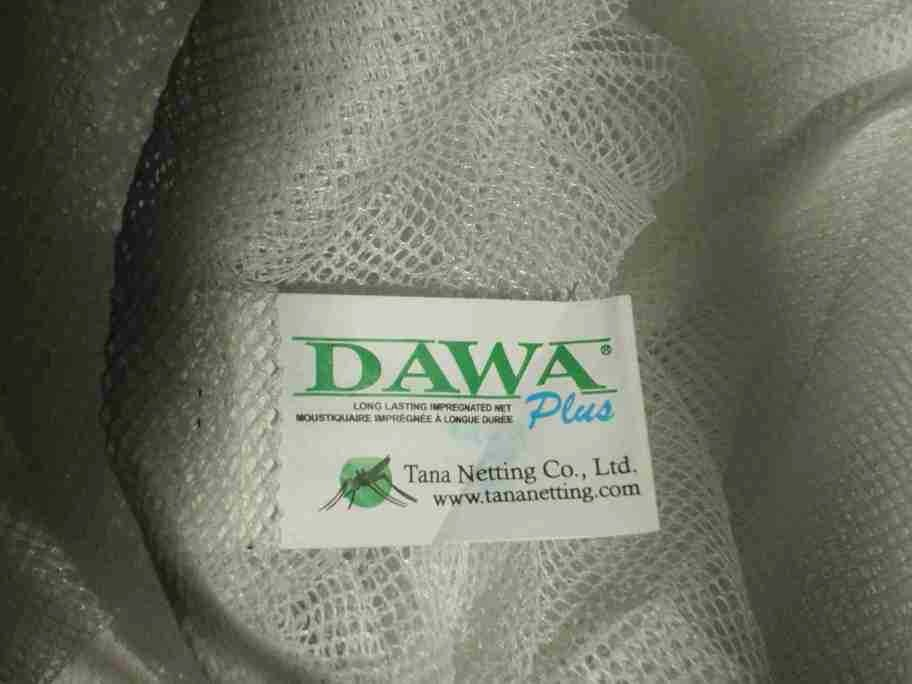 DAWA®
Plus
LONG LASTING IMPREGNATED NET
MOUSTIQUAIRE IMPRÉGNÉE À LONGUE DURÉE
Tana Netting Co., Ltd.
www.tananetting.com